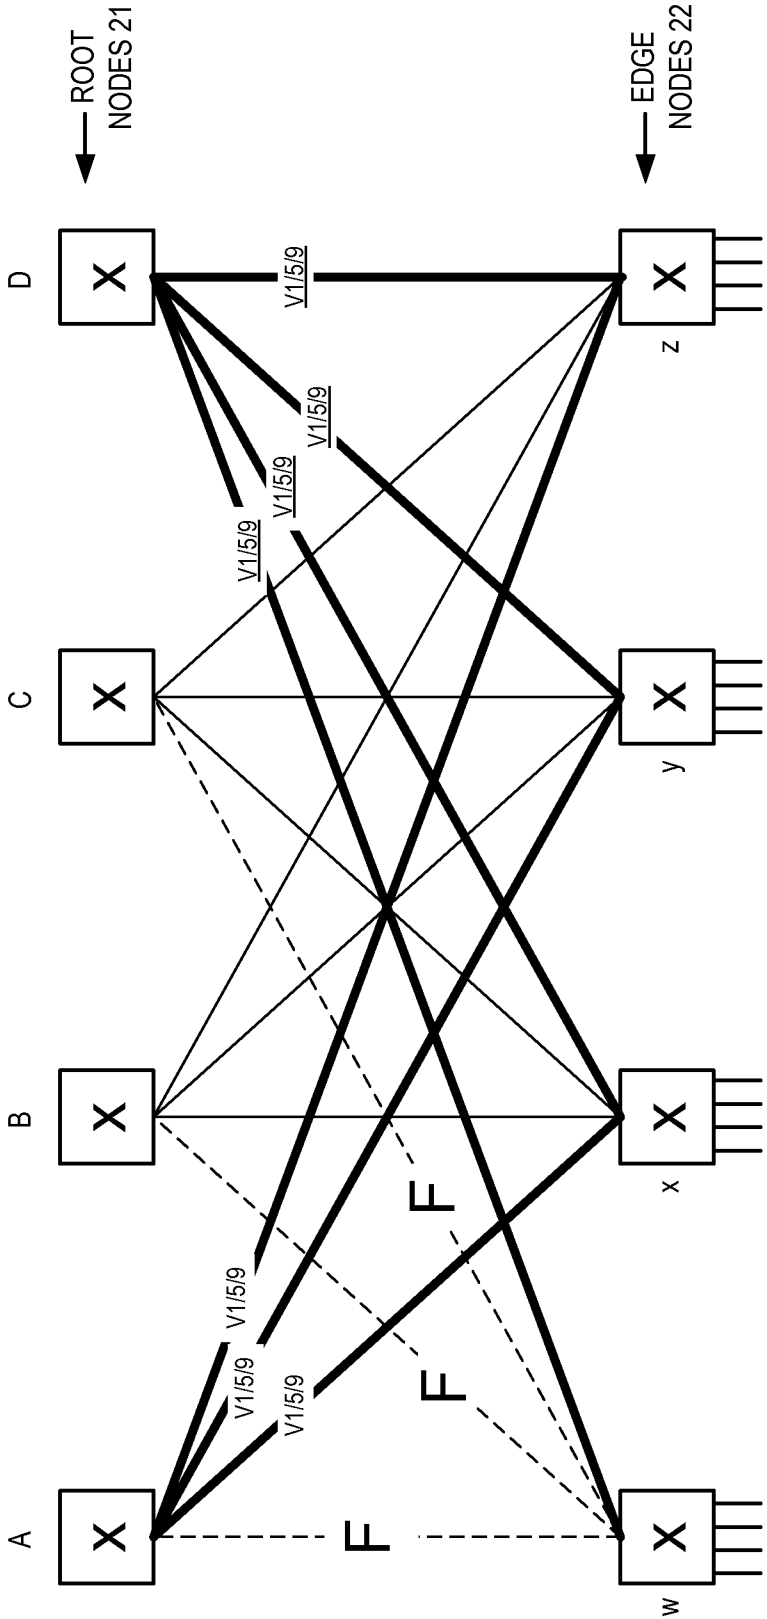 A
B
C
D
X
X
X
X
ROOT
NODES 21
V1/5/9
V1/5/9
V1/5/9
V1/5/9
V1/5/9
V1/5/9
V1/5/9
F
F
F
X
X
X
X
w
x
y
z
EDGE
NODES 22